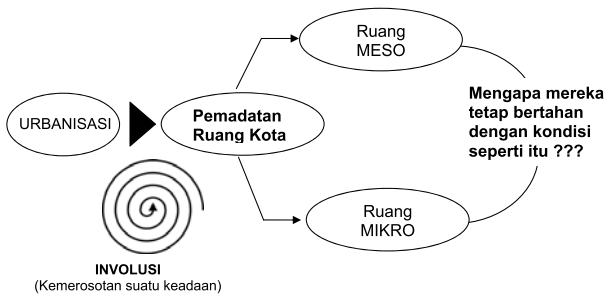 URBANISASI
Pemadatan
Ruang Kota
Ruang
MESO
Ruang
MIKRO
Mengapa mereka
tetap bertahan
dengan kondisi
seperti itu ???
INVOLUSI
(Kemerosotan suatu keadaan)